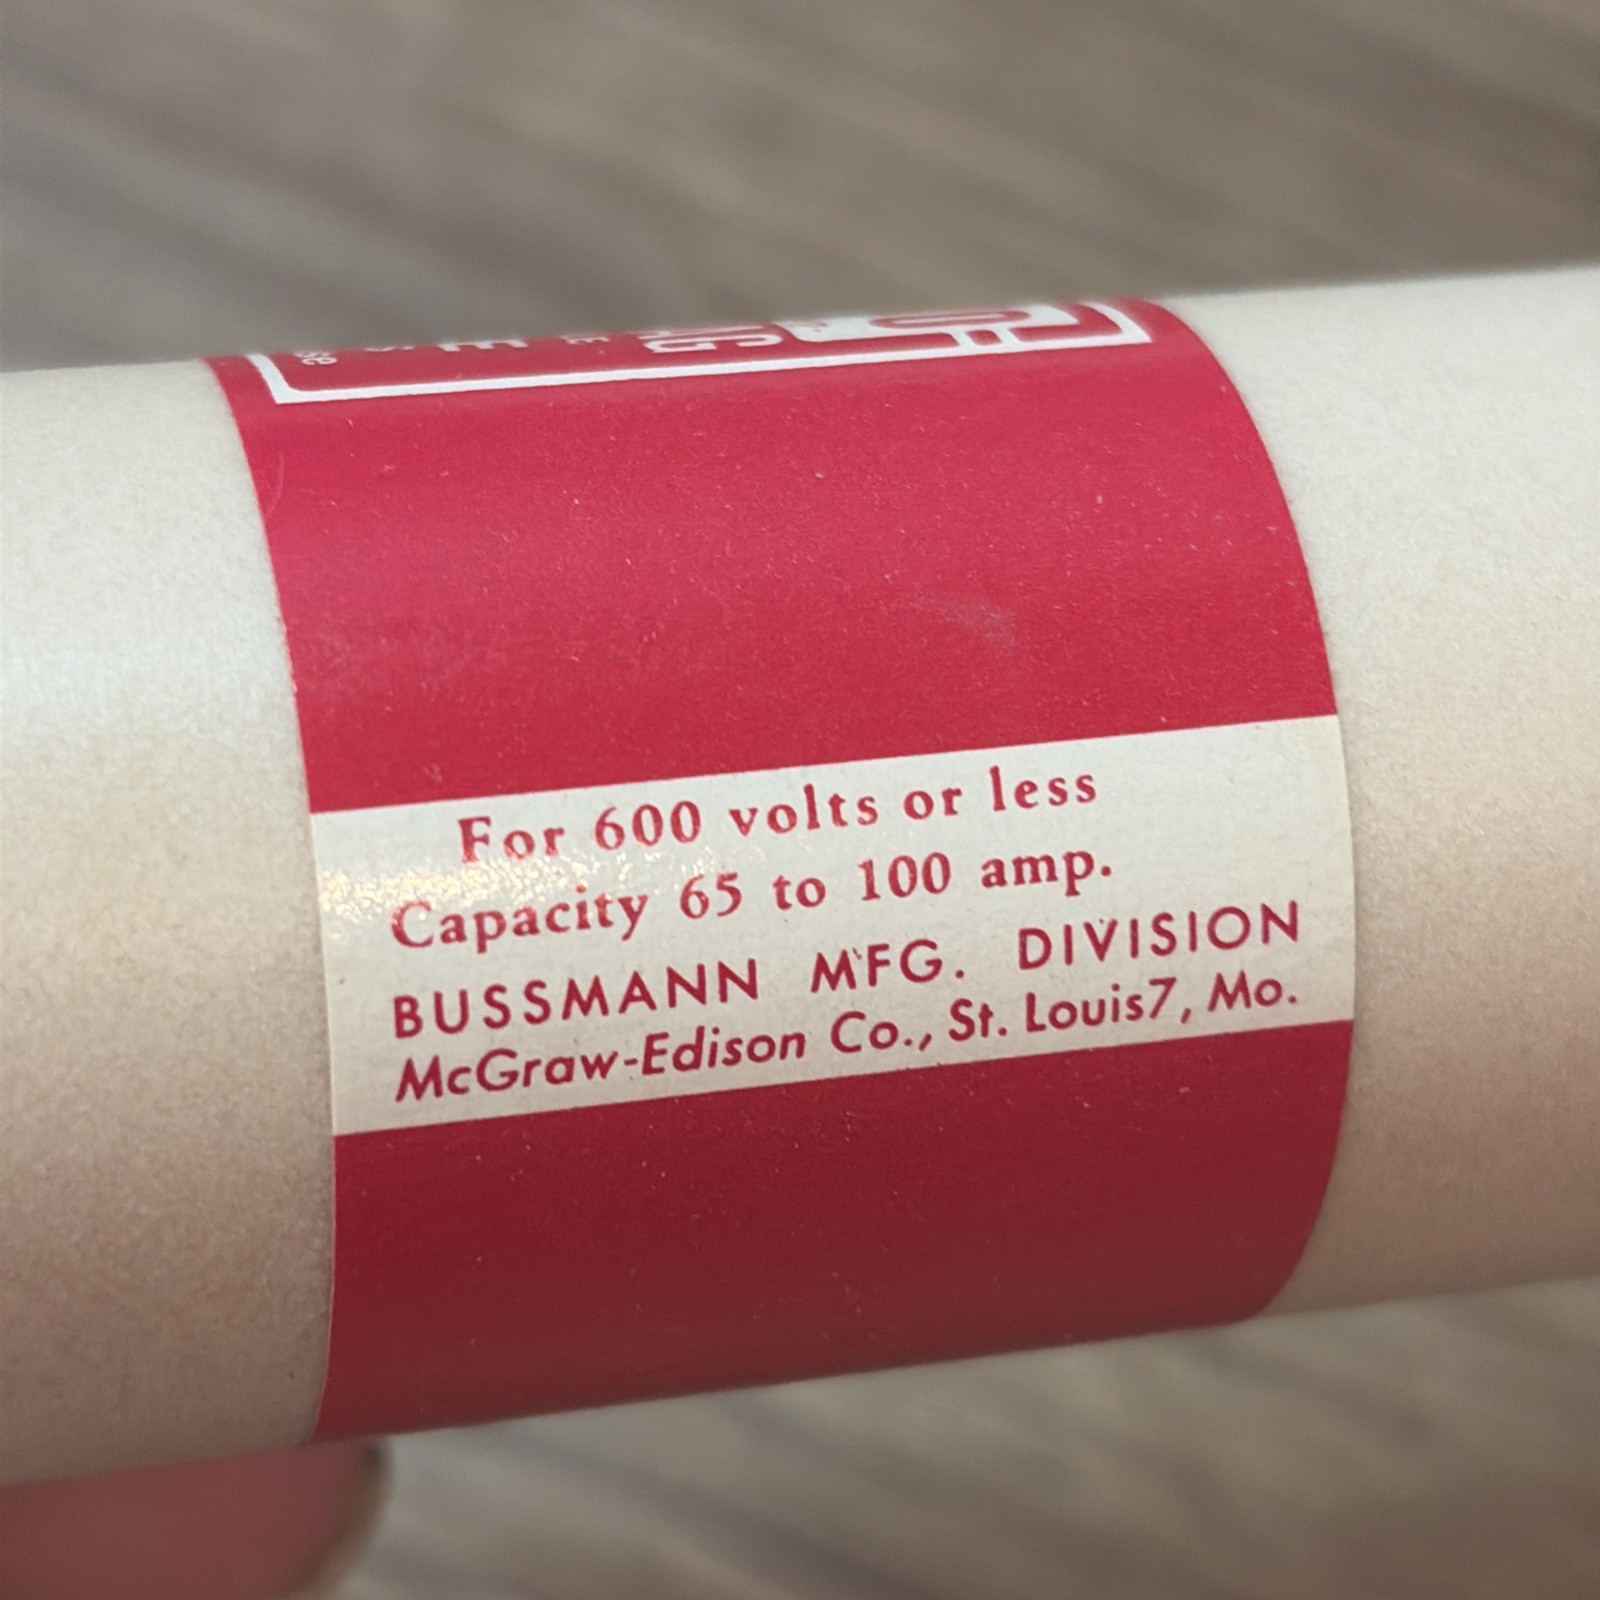 For 600 volts or less
Capacity 65 to 100 amp.
BUSSMANN MFG. DIVISION
McGraw-Edison Co., St. Louis7, Mo.